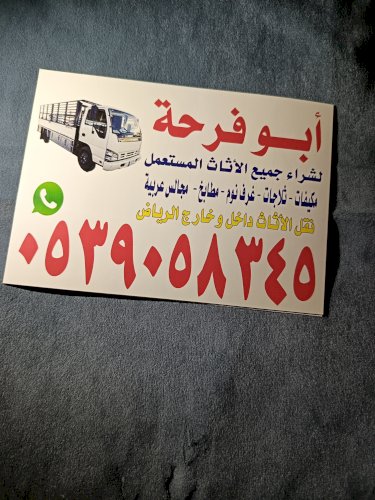 أبو فرحة
لشراء جميع الأثاث المستعمل
مكيفات - ثلاجات - غرف نوم - مطابخ - مجالس عربية
نقل الأثاث داخل وخارج الرياض
٠٥٣٩٠٥٨٣٤٥